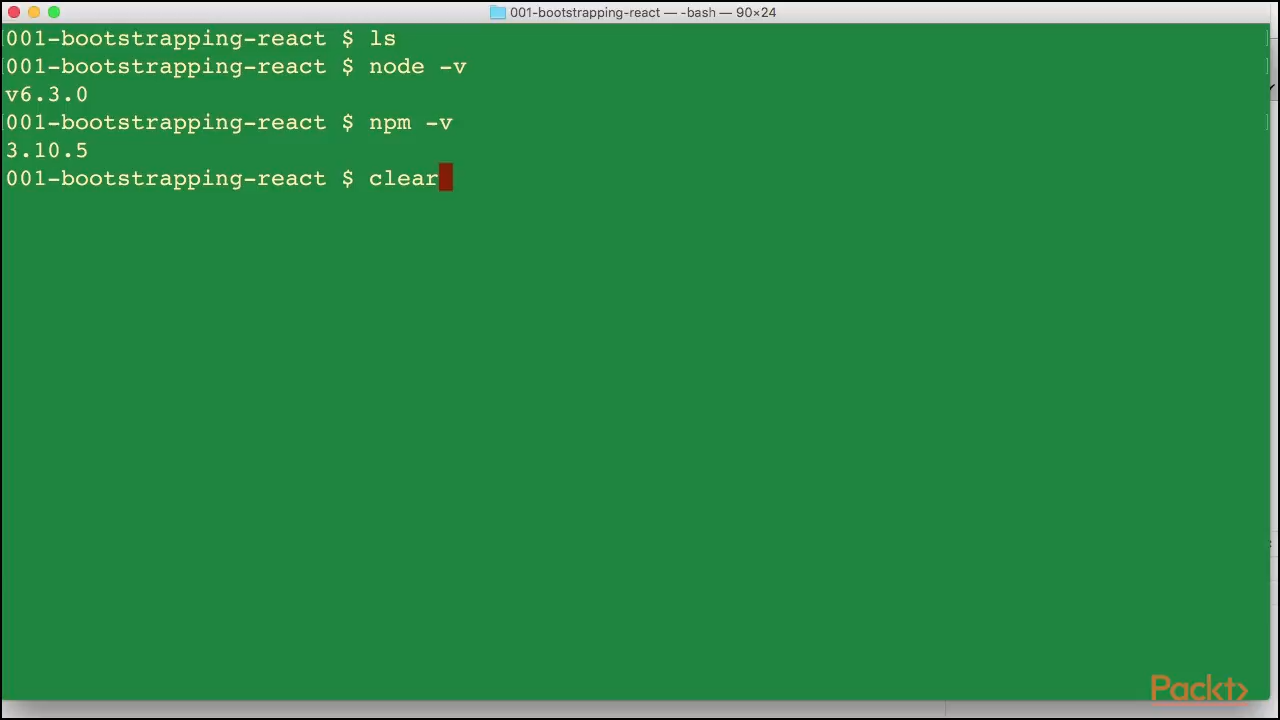 001-bootstrapping-react — -bash — 90×24
001-bootstrapping-react $ ls
001-bootstrapping-react $ node -v
v6.3.0
001-bootstrapping-react $ npm -v
3.10.5
001-bootstrapping-react $ clear
Packt>